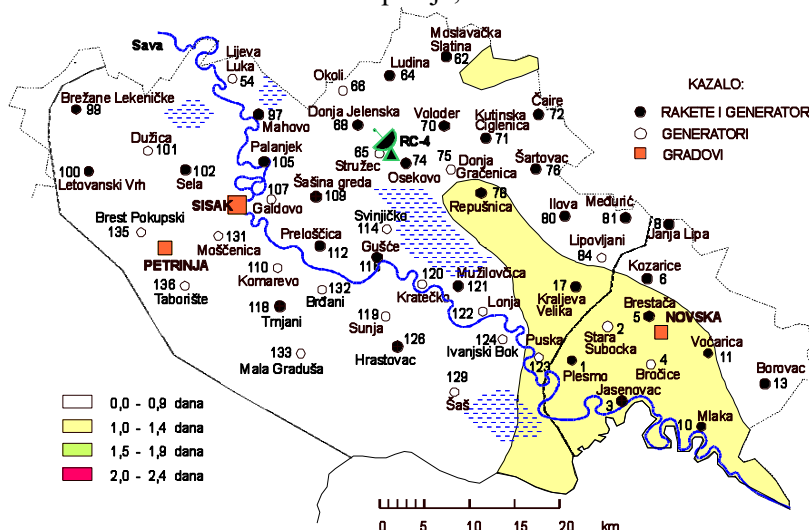 Sava
Lijeva
Luka
54
Okoli
66
Ludina
64
Moslavačka
Slatina
62
KAZALO:
RAKETE I GENERATORI
GENERATORI
GRADOVI
Brežane Lekeničke
99
Dužica
101
97
Mahovo
Donja Jelenska
68
Voloder
70
Kutinska
Ciglenica
71
Čaire
72
RC-4
65
Stružec
74
Osekovo
75
Donja
Gračenica
Šartovac
76
100
Letovanski Vrh
102
Sela
Palanjek
105
107
Galdovo
Šašina greda
109
SISAK
78
Repušnica
Ilova
80
Međurić
81
8
Janja Lipa
Brest Pokupski
135
131
Mošćenica
Svinjičko
114
Preloščica
112
Gušće
116
Lipovljani
84
Kozarice
6
PETRINJA
136
Taborište
110
Komarevo
132
Brđani
118
Trnjani
120
Kratečko
Mužilovčica
121
17
Kraljeva
Velika
Brestača
5
NOVSKA
119
Sunja
122
Lonja
2
Stara
Subocka
133
Mala Graduša
126
Hrastovac
124
Ivanjski Bok
Puska
123
1
Plesmo
4
Bročice
Voćarica
11
Borovac
13
129
Šaš
Jasenovac
3
10
Mlaka
0,0 - 0,9 dana
1,0 - 1,4 dana
1,5 - 1,9 dana
2,0 - 2,4 dana
0 5 10 15 20 km